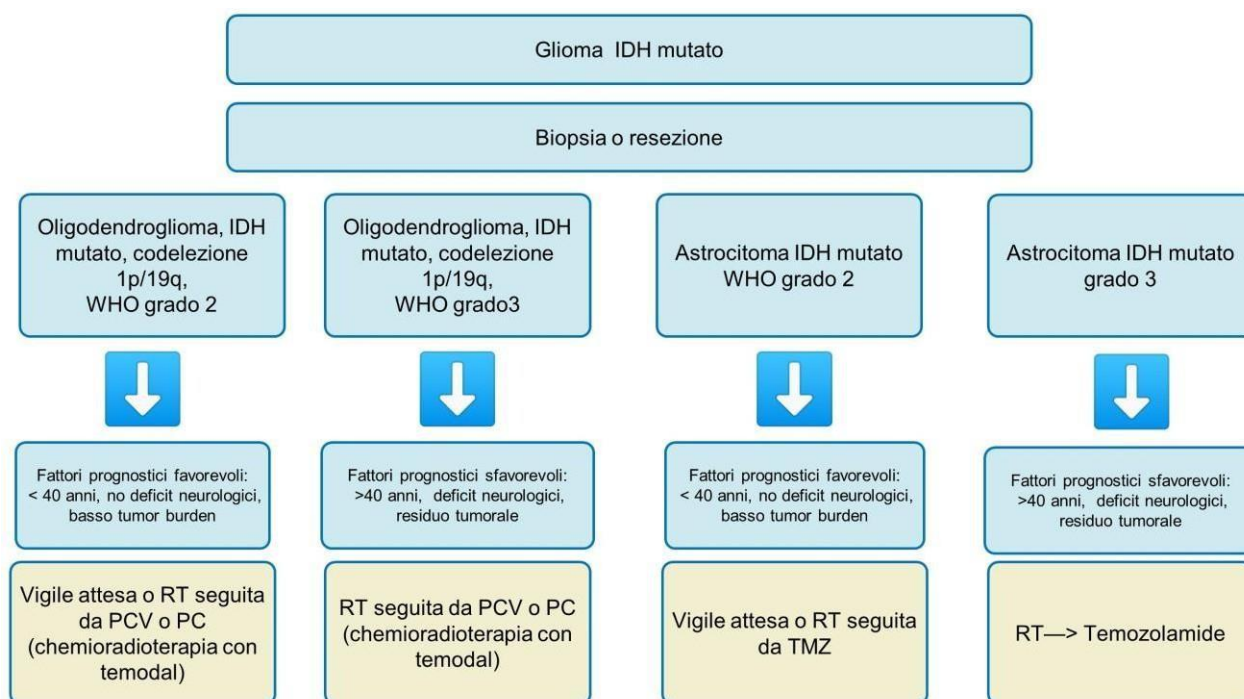 Glioma IDH mutato
Biopsia o resezione
Oligodendroglioma, IDH
mutato, codelezione
1p/19q,
WHO grado 2
Oligodendroglioma, IDH
mutato, codelezione
1p/19q,
WHO grado3
Astrocitoma IDH mutato
WHO grado 2
Astrocitoma IDH mutato
grado 3
Fattori prognostici favorevoli:
< 40 anni, no deficit neurologici,
basso tumor burden
Fattori prognostici sfavorevoli:
>40 anni, deficit neurologici,
residuo tumorale
Fattori prognostici favorevoli:
< 40 anni, no deficit neurologici,
basso tumor burden
Fattori prognostici sfavorevoli:
>40 anni, deficit neurologici,
residuo tumorale
Vigile attesa o RT seguita
da PCV o PC
(chemioradioterapia con
temodal)
RT seguita da PCV o PC
(chemioradioterapia con
temodal)
Vigile attesa o RT seguita
da TMZ
RT—> Temozolamide